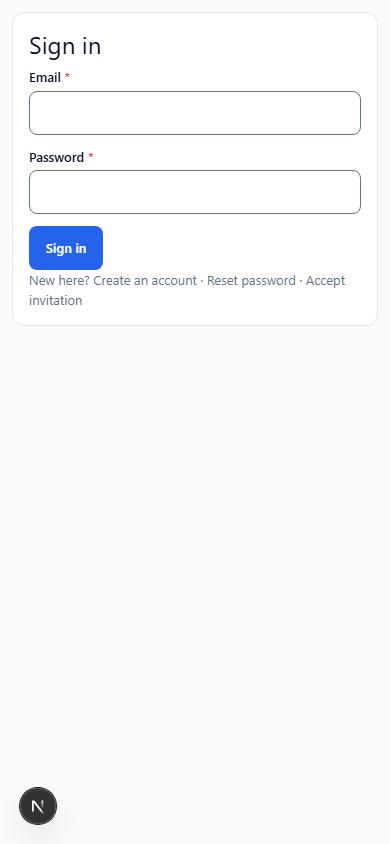 Sign in
Email *
Password *
Sign in
New here? Create an account · Reset password · Accept
invitation
N